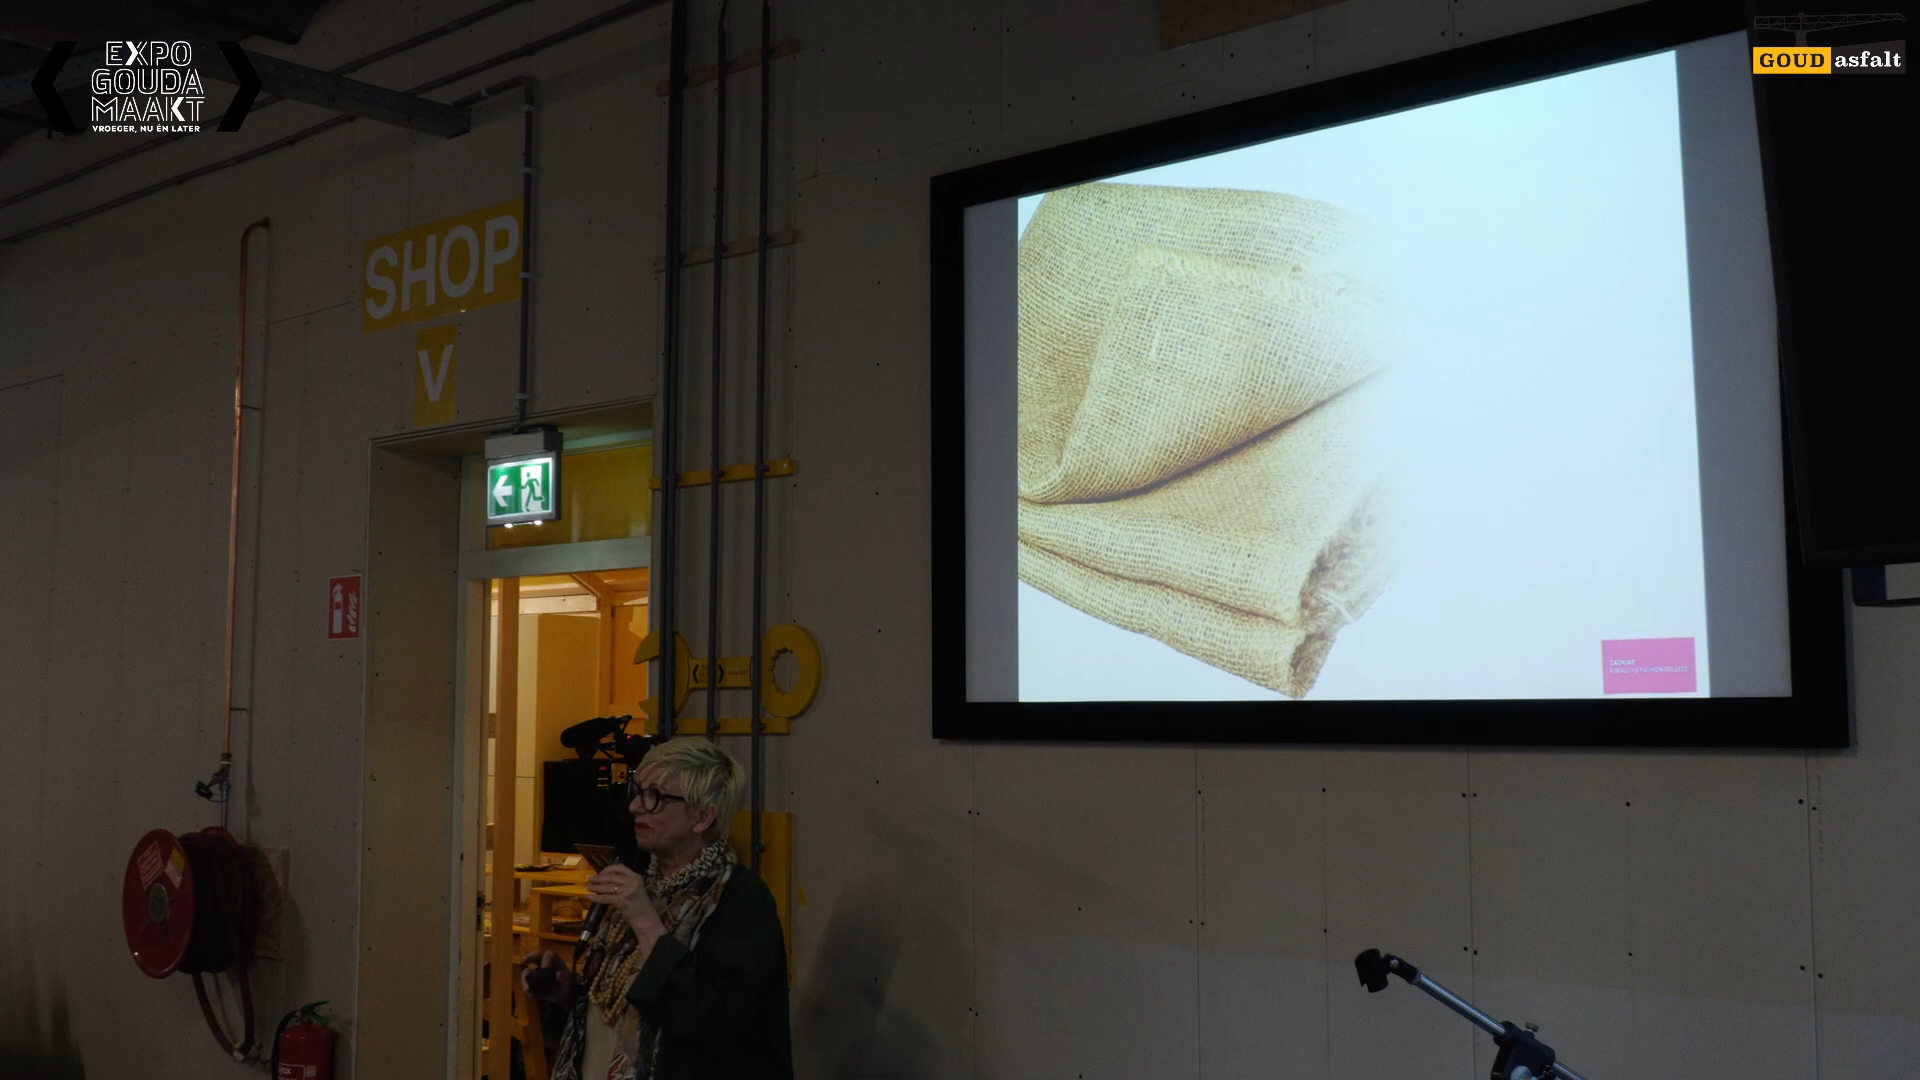 EXPO
GOUDA
MAAKT
VROEGER, NU ÉN LATER
GOUD asfalt
SHOP
V